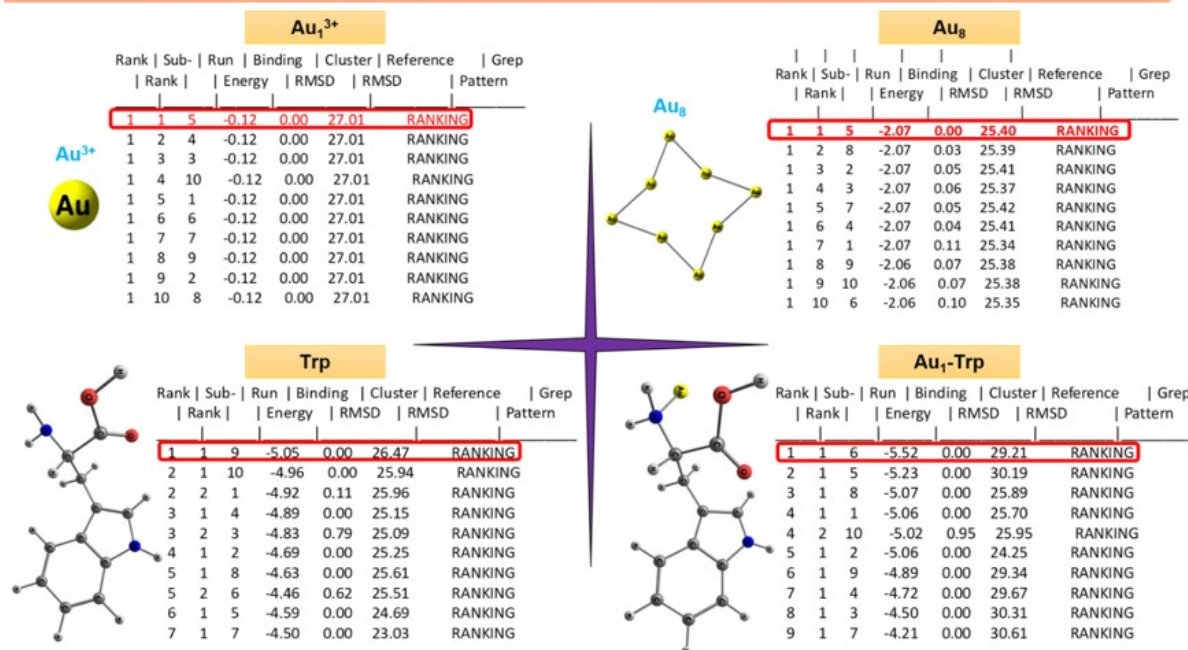 Au₁³⁺
Rank | Sub- | Run | Binding | Cluster | Reference | Grep
| Rank | | Energy | RMSD | RMSD | Pattern
1 1 5 -0.12 0.00 27.01 RANKING
1 2 4 -0.12 0.00 27.01 RANKING
1 3 3 -0.12 0.00 27.01 RANKING
1 4 10 -0.12 0.00 27.01 RANKING
1 5 1 -0.12 0.00 27.01 RANKING
1 6 6 -0.12 0.00 27.01 RANKING
1 7 7 -0.12 0.00 27.01 RANKING
1 8 9 -0.12 0.00 27.01 RANKING
1 9 2 -0.12 0.00 27.01 RANKING
1 10 8 -0.12 0.00 27.01 RANKING
Au³⁺
Au
Au₈
Rank | Sub- | Run | Binding | Cluster | Reference | Grep
| Rank | | Energy | RMSD | RMSD | Pattern
1 1 5 -2.07 0.00 25.40 RANKING
1 2 8 -2.07 0.03 25.39 RANKING
1 3 2 -2.07 0.05 25.41 RANKING
1 4 3 -2.07 0.06 25.37 RANKING
1 5 7 -2.07 0.05 25.42 RANKING
1 6 4 -2.07 0.04 25.41 RANKING
1 7 1 -2.07 0.11 25.34 RANKING
1 8 9 -2.06 0.07 25.38 RANKING
1 9 10 -2.06 0.07 25.38 RANKING
1 10 6 -2.06 0.10 25.35 RANKING
Au₈
Trp
Rank | Sub- | Run | Binding | Cluster | Reference | Grep
| Rank | | Energy | RMSD | RMSD | Pattern
1 1 9 -5.05 0.00 26.47 RANKING
2 1 10 -4.96 0.00 25.94 RANKING
2 2 1 -4.92 0.11 25.96 RANKING
3 1 4 -4.89 0.00 25.15 RANKING
3 2 3 -4.83 0.79 25.09 RANKING
4 1 2 -4.69 0.00 25.25 RANKING
5 1 8 -4.63 0.00 25.61 RANKING
5 2 6 -4.46 0.62 25.51 RANKING
6 1 5 -4.59 0.00 24.69 RANKING
7 1 7 -4.50 0.00 23.03 RANKING
Au₁-Trp
Rank | Sub- | Run | Binding | Cluster | Reference | Grep
| Rank | | Energy | RMSD | RMSD | Pattern
1 1 6 -5.52 0.00 29.21 RANKING
2 1 5 -5.23 0.00 30.19 RANKING
3 1 8 -5.07 0.00 25.89 RANKING
4 1 1 -5.06 0.00 25.70 RANKING
4 2 10 -5.02 0.95 25.95 RANKING
5 1 2 -5.06 0.00 24.25 RANKING
6 1 9 -4.89 0.00 29.34 RANKING
7 1 4 -4.72 0.00 29.67 RANKING
8 1 3 -4.50 0.00 30.31 RANKING
9 1 7 -4.21 0.00 30.61 RANKING